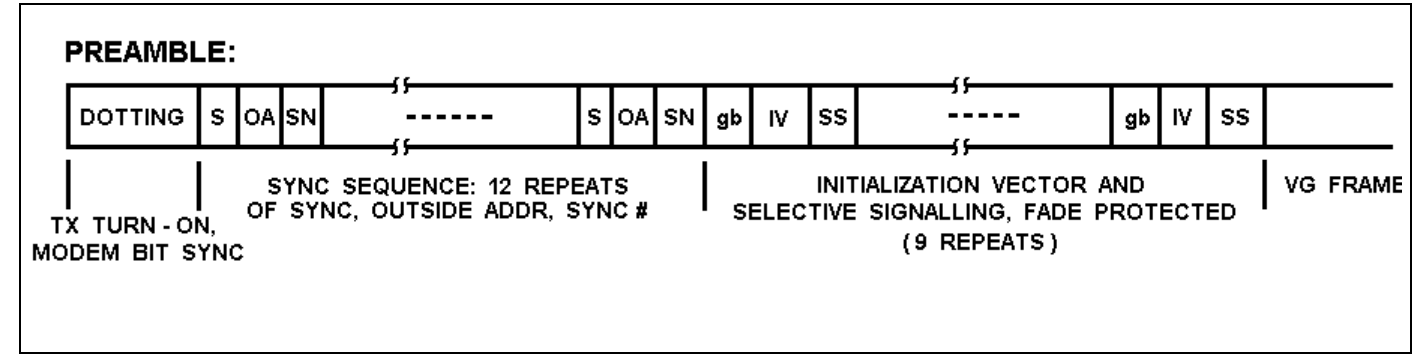 PREAMBLE:
DOTTING S OA SN ------ S OA SN gb IV SS ----- gb IV SS
TX TURN - ON,
MODEM BIT SYNC
SYNC SEQUENCE: 12 REPEATS
OF SYNC, OUTSIDE ADDR, SYNC #
INITIALIZATION VECTOR AND
SELECTIVE SIGNALLING, FADE PROTECTED
( 9 REPEATS )
VG FRAME